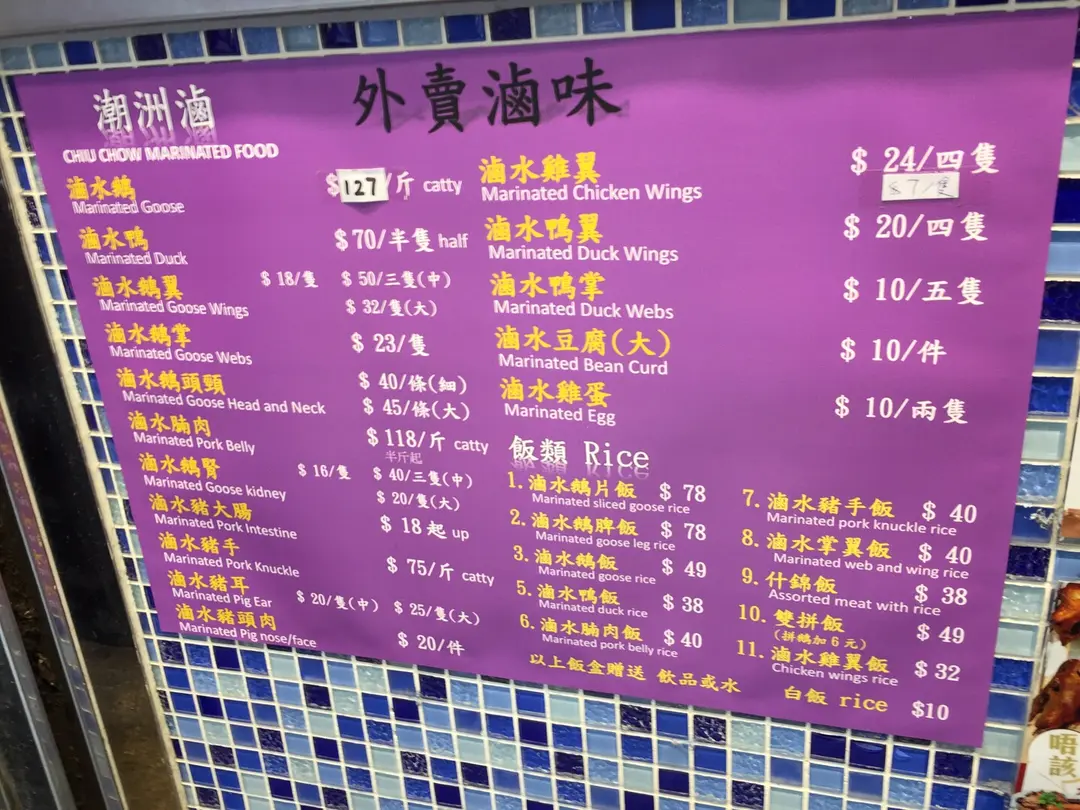 外賣滷味
潮洲滷
CHIU CHOW MARINATED FOOD
滷水鵝 $127/斤 catty
Marinated Goose
滷水鴨 $70/半隻 half
Marinated Duck
滷水鵝翼 $18/隻 $50/三隻(中)
Marinated Goose Wings $32/隻(大)
滷水鵝掌 $23/隻
Marinated Goose Webs
滷水鵝頭頸 $40/條(細)
Marinated Goose Head and Neck $45/條(大)
滷水腩肉 $118/斤 catty
Marinated Pork Belly 半斤起
滷水鵝腎 $16/隻 $40/三隻(中)
Marinated Goose kidney $20/隻(大)
滷水豬大腸 $18起 up
Marinated Pork Intestine
滷水豬手 $75/斤 catty
Marinated Pork Knuckle
滷水豬耳 $20/隻(中) $25/隻(大)
Marinated Pig Ear
滷水豬頭肉 $20/件
Marinated Pig nose/face
滷水雞翼 $24/四隻
Marinated Chicken Wings $7/隻
滷水鴨翼 $20/四隻
Marinated Duck Wings
滷水鴨掌 $10/五隻
Marinated Duck Webs
滷水豆腐(大) $10/件
Marinated Bean Curd
滷水雞蛋 $10/兩隻
Marinated Egg
飯類 Rice
1. 滷水鵝片飯 $78
Marinated sliced goose rice
2. 滷水鵝脾飯 $78
Marinated goose leg rice
3. 滷水鵝飯 $49
Marinated goose rice
5. 滷水鴨飯 $38
Marinated duck rice
6. 滷水腩肉飯 $40
Marinated pork belly rice
7. 滷水豬手飯 $40
Marinated pork knuckle rice
8. 滷水掌翼飯 $40
Marinated web and wing rice
9. 什錦飯 $38
Assorted meat with rice
10. 雙拼飯 $49
(拼鵝加6元)
11. 滷水雞翼飯 $32
Chicken wings rice
以上飯盒贈送 飲品或水
白飯 rice $10
唔該